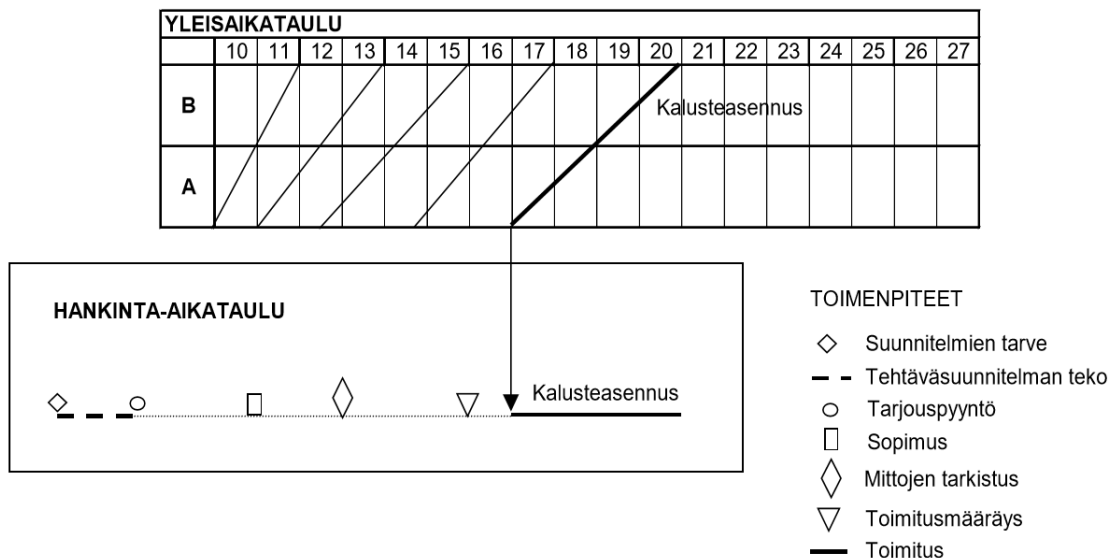 YLEISAIKATAULU
10 11 12 13 14 15 16 17 18 19 20 21 22 23 24 25 26 27
B
Kalusteasennus
A
HANKINTA-AIKATAULU
Kalusteasennus
TOIMENPITEET
Suunnitelmien tarve
Tehtäväsuunnitelman teko
Tarjouspyyntö
Sopimus
Mittojen tarkistus
Toimitusmääräys
Toimitus